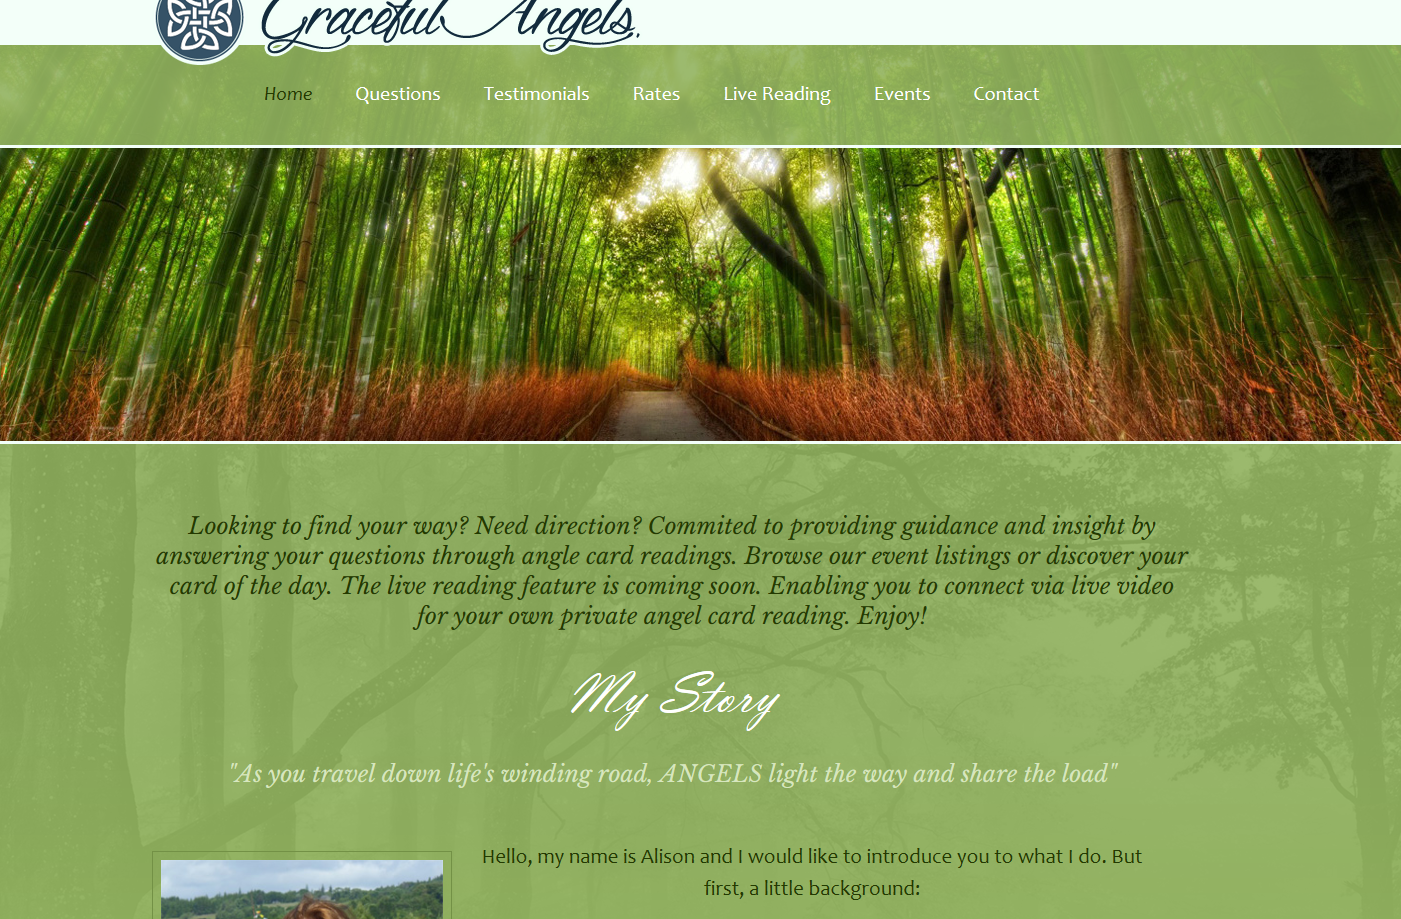 Graceful Angels.
Home Questions Testimonials Rates Live Reading Events Contact
Looking to find your way? Need direction? Commited to providing guidance and insight by
answering your questions through angle card readings. Browse our event listings or discover your
card of the day. The live reading feature is coming soon. Enabling you to connect via live video
for your own private angel card reading. Enjoy!
My Story
"As you travel down life's winding road, ANGELS light the way and share the load"
Hello, my name is Alison and I would like to introduce you to what I do. But
first, a little background: